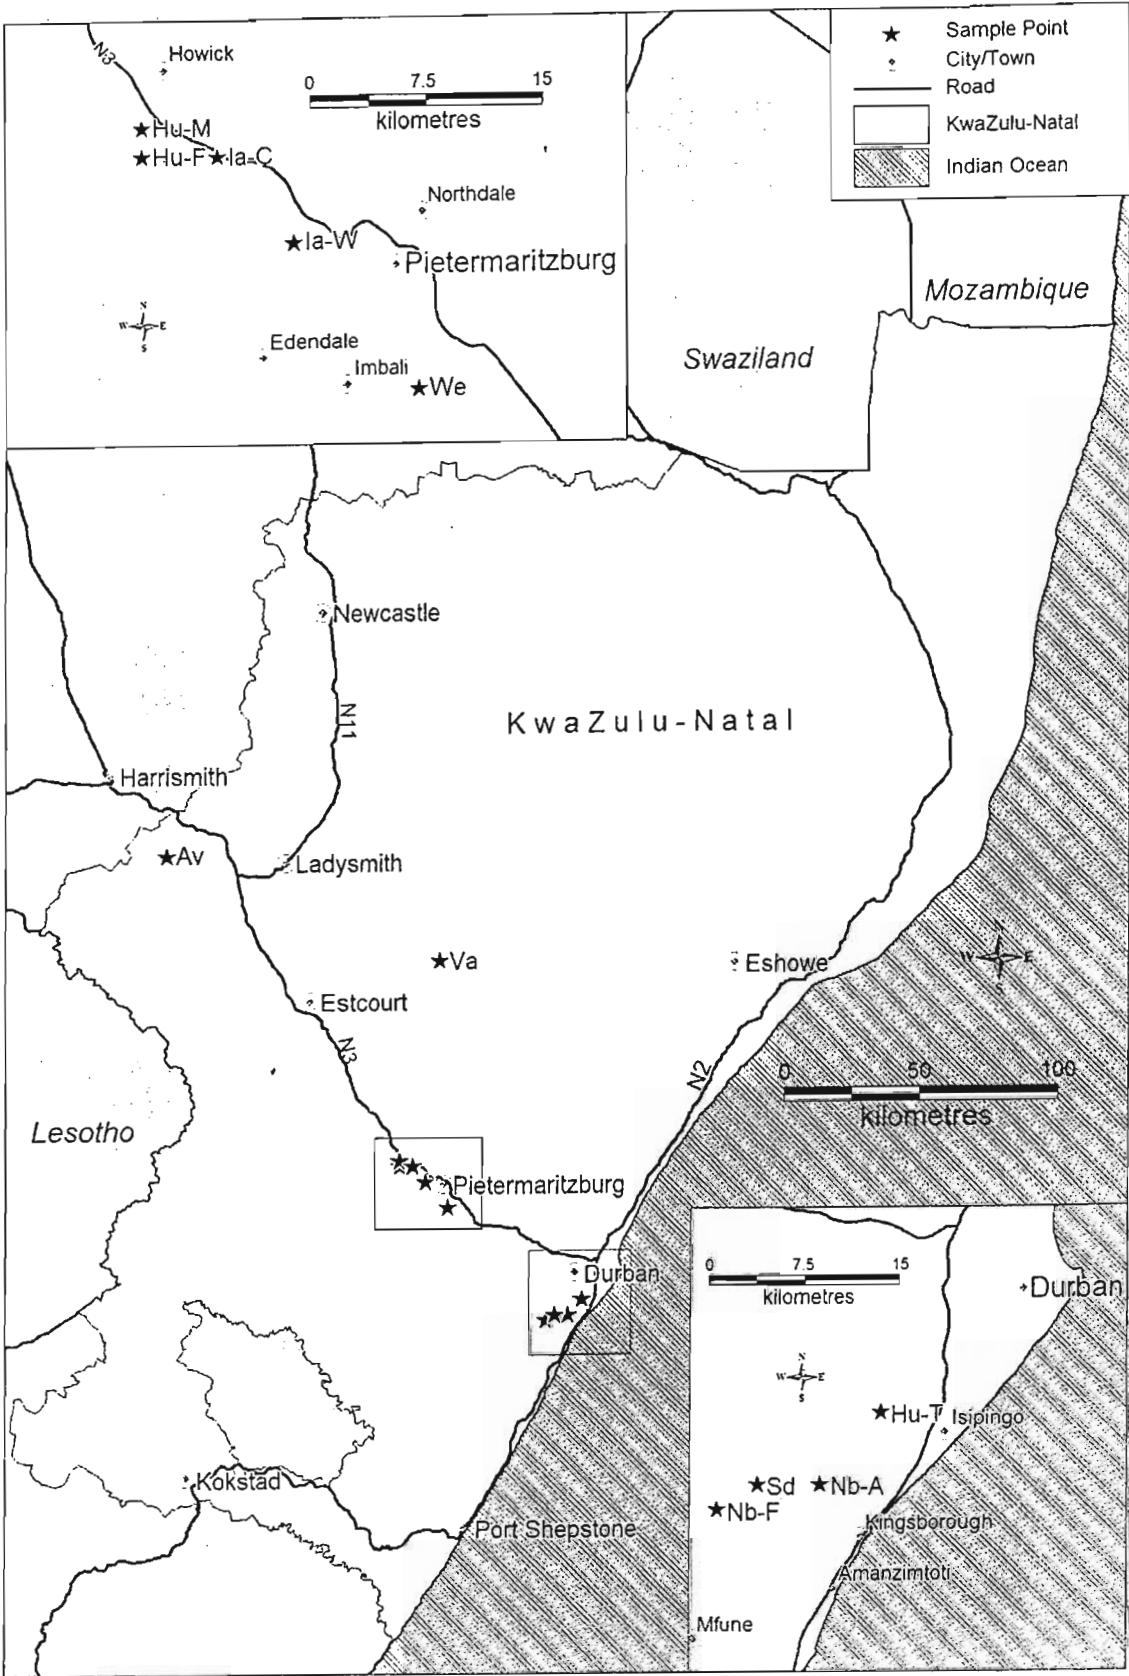 N3
Howick
0 7.5 15
kilometres
Hu-M
Hu-F
Ia-C
Northdale
Ia-W
Pietermaritzburg
N
W E
S
Edendale
Imbali
We
Sample Point
City/Town
Road
KwaZulu-Natal
Indian Ocean
Mozambique
Swaziland
Newcastle
N11
KwaZulu-Natal
Harrismith
Av
Ladysmith
Va
Eshowe
W E
S
Estcourt
N3
N2
0 50 100
kilometres
Lesotho
Pietermaritzburg
Durban
Kokstad
Port Shepstone
0 7.5 15
kilometres
Durban
N
W E
S
Hu-T
Isipingo
Sd
Nb-A
Nb-F
Kingsborough
Amanzimtoti
Mfune